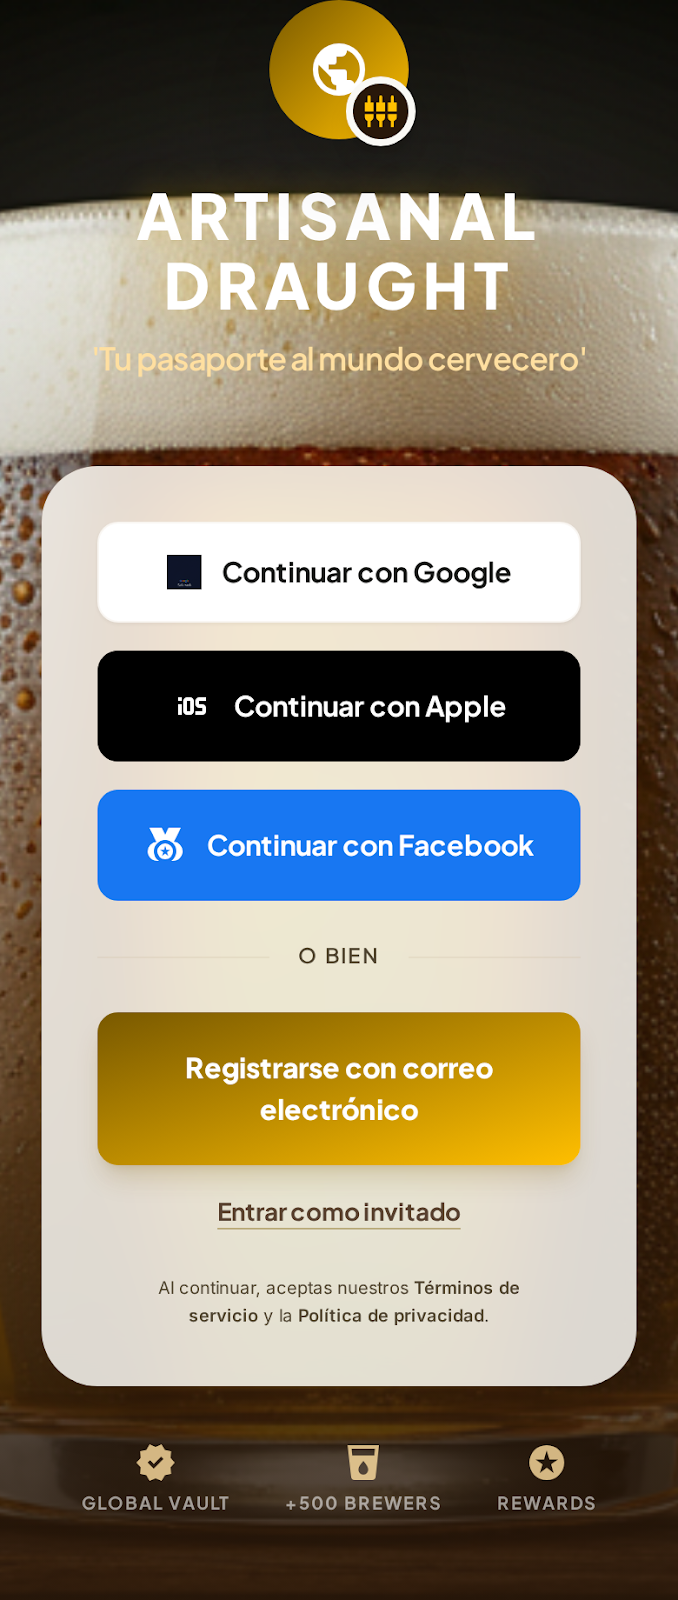 ARTISANAL
DRAUGHT
'Tu pasaporte al mundo cervecero'
Continuar con Google
iOS Continuar con Apple
Continuar con Facebook
O BIEN
Registrarse con correo
electrónico
Entrar como invitado
Al continuar, aceptas nuestros Términos de
servicio y la Política de privacidad.
GLOBAL VAULT +500 BREWERS REWARDS